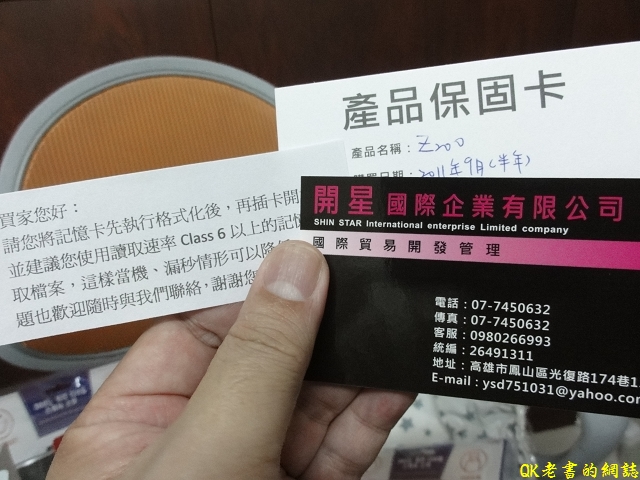 產品保固卡
產品名稱：Z200
購買日期：2011年9月(半年)
買家您好：
請您將記憶卡先執行格式化後，再插卡開
並建議您使用讀取速率 Class 6 以上的記憶
取檔案，這樣當機、漏秒情形可以降
題也歡迎隨時與我們聯絡，謝謝您
開星國際企業有限公司
SHIN STAR International enterprise Limited company
國際貿易開發管理
電話：07-7450632
傳真：07-7450632
客服：0980266993
統編：26491311
地址：高雄市鳳山區光復路174巷1
E-mail：ysd751031@yahoo.com
QK老書的網誌